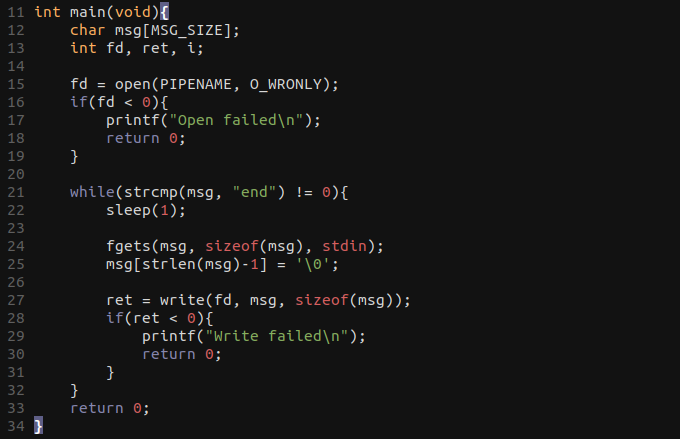 11 int main(void){
12     char msg[MSG_SIZE];
13     int fd, ret, i;
14
15     fd = open(PIPENAME, O_WRONLY);
16     if(fd < 0){
17         printf("Open failed\n");
18         return 0;
19     }
20
21     while(strcmp(msg, "end") != 0){
22         sleep(1);
23
24         fgets(msg, sizeof(msg), stdin);
25         msg[strlen(msg)-1] = '\0';
26
27         ret = write(fd, msg, sizeof(msg));
28         if(ret < 0){
29             printf("Write failed\n");
30             return 0;
31         }
32     }
33     return 0;
34 }